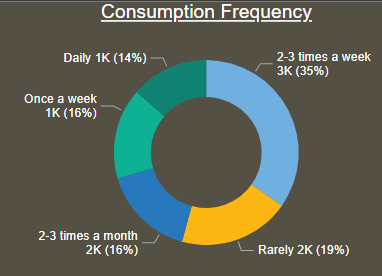 Consumption Frequency
Daily 1K (14%)
2-3 times a week
3K (35%)
Once a week
1K (16%)
2-3 times a month
2K (16%)
Rarely 2K (19%)